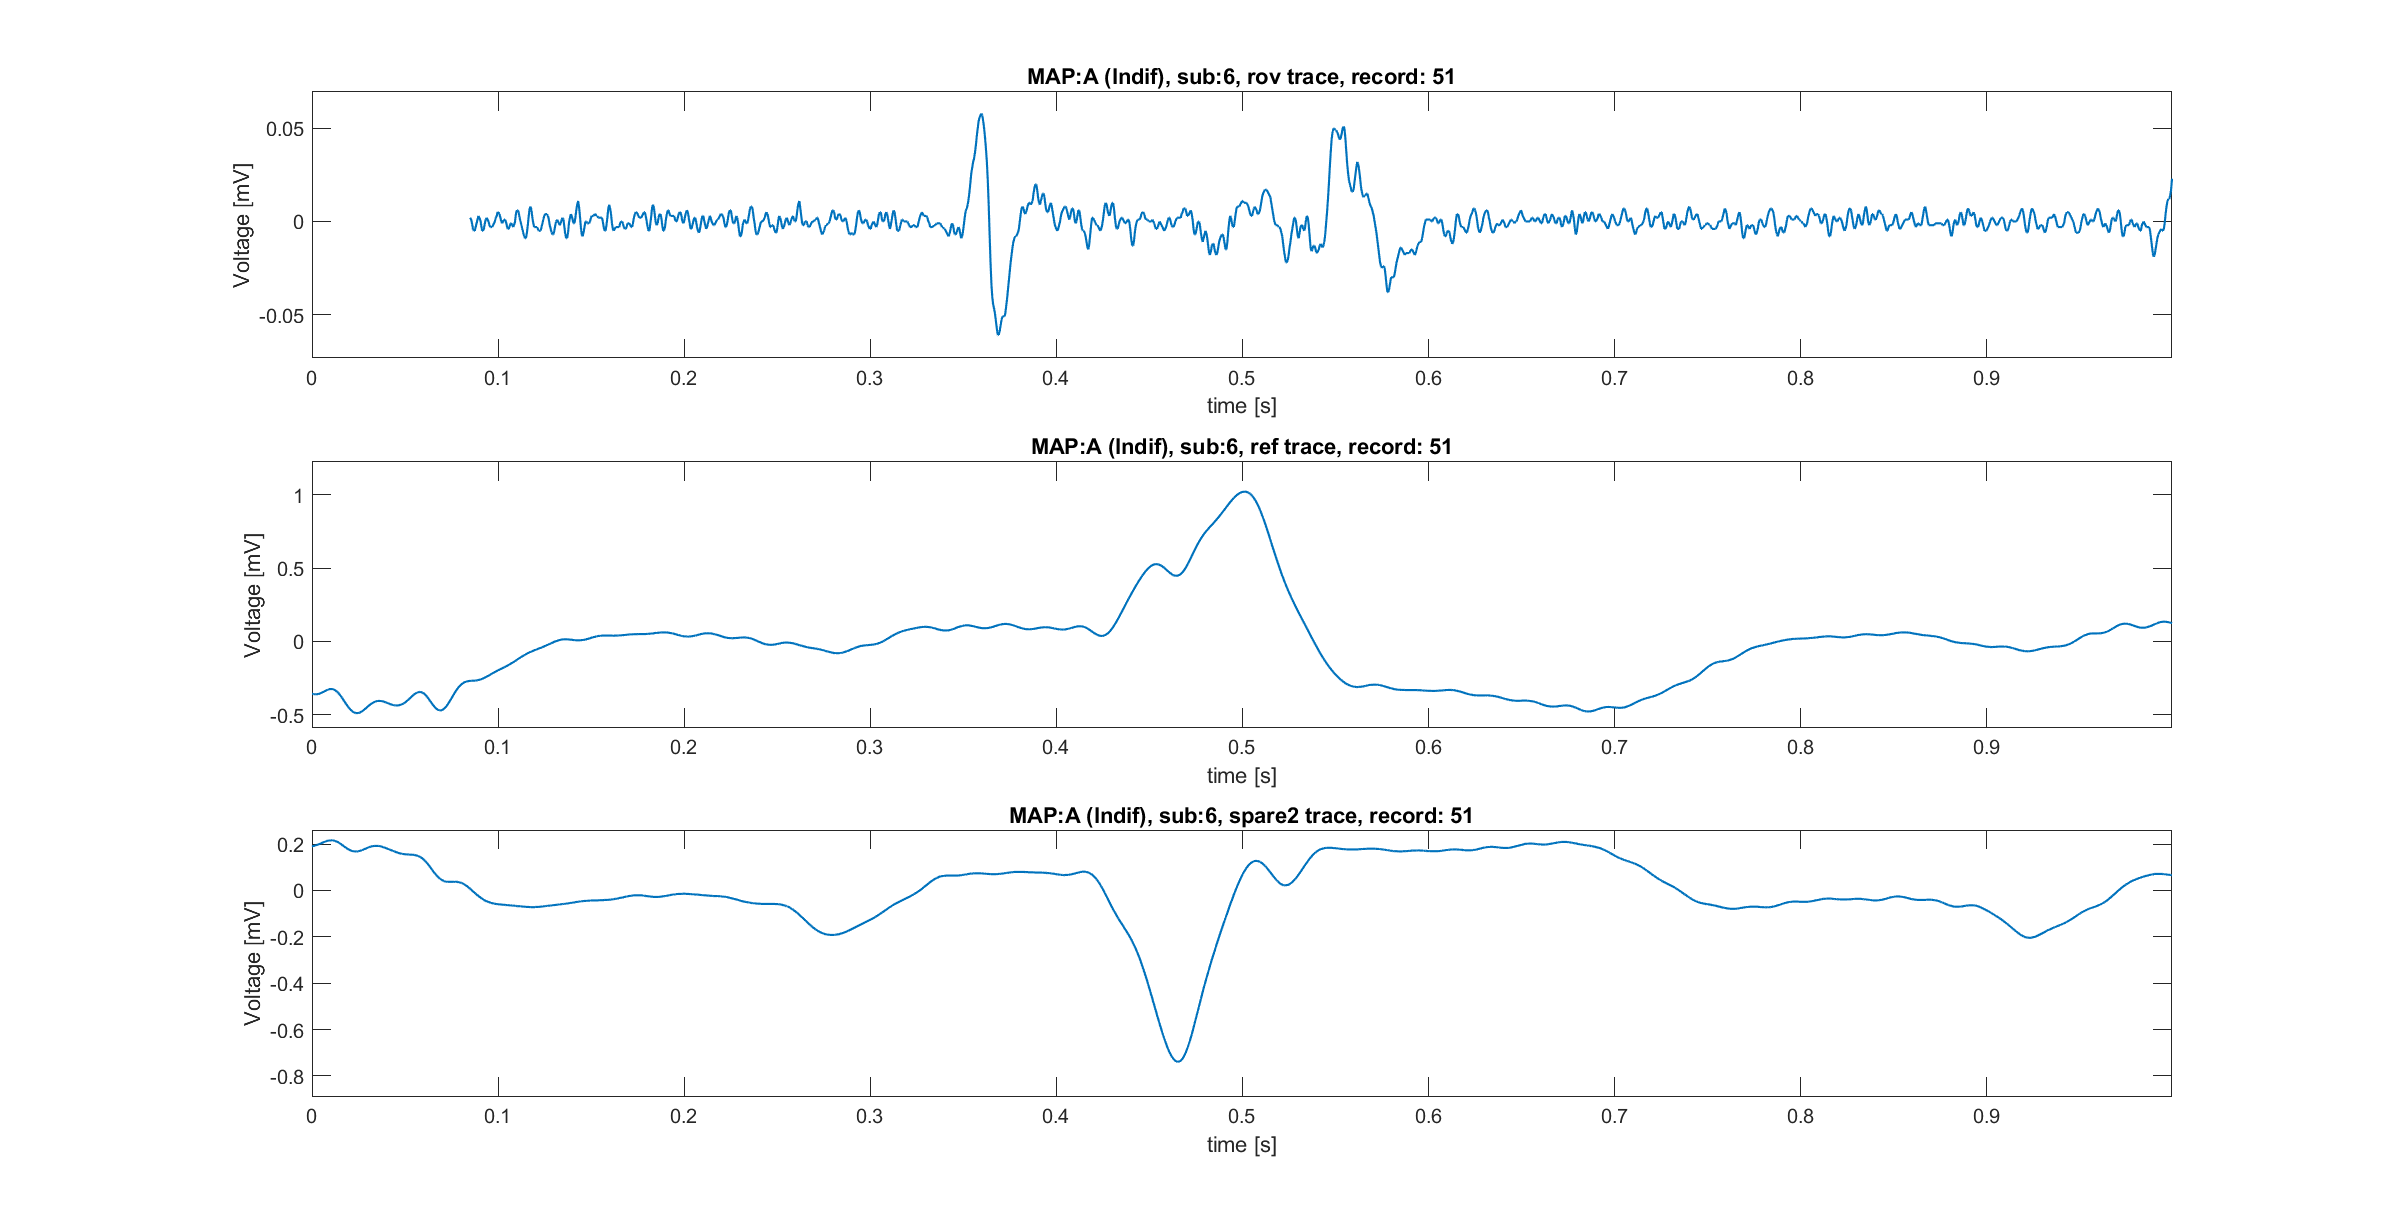 MAP:A (Indif), sub:6, rov trace, record: 51
Voltage [mV]
0.05
0
-0.05
0 0.1 0.2 0.3 0.4 0.5 0.6 0.7 0.8 0.9
time [s]
MAP:A (Indif), sub:6, ref trace, record: 51
Voltage [mV]
1
0.5
0
-0.5
0 0.1 0.2 0.3 0.4 0.5 0.6 0.7 0.8 0.9
time [s]
MAP:A (Indif), sub:6, spare2 trace, record: 51
Voltage [mV]
0.2
0
-0.2
-0.4
-0.6
-0.8
0 0.1 0.2 0.3 0.4 0.5 0.6 0.7 0.8 0.9
time [s]